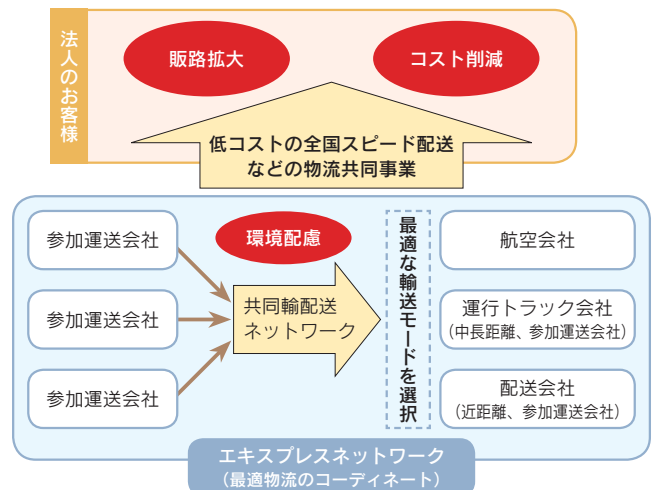 法人のお客様
販路拡大
コスト削減
低コストの全国スピード配送
などの物流共同事業
参加運送会社
参加運送会社
参加運送会社
環境配慮
共同輸配送
ネットワーク
最適な輸送モードを選択
航空会社
運行トラック会社
(中長距離、参加運送会社)
配送会社
(近距離、参加運送会社)
エキスプレスネットワーク
(最適物流のコーディネート)